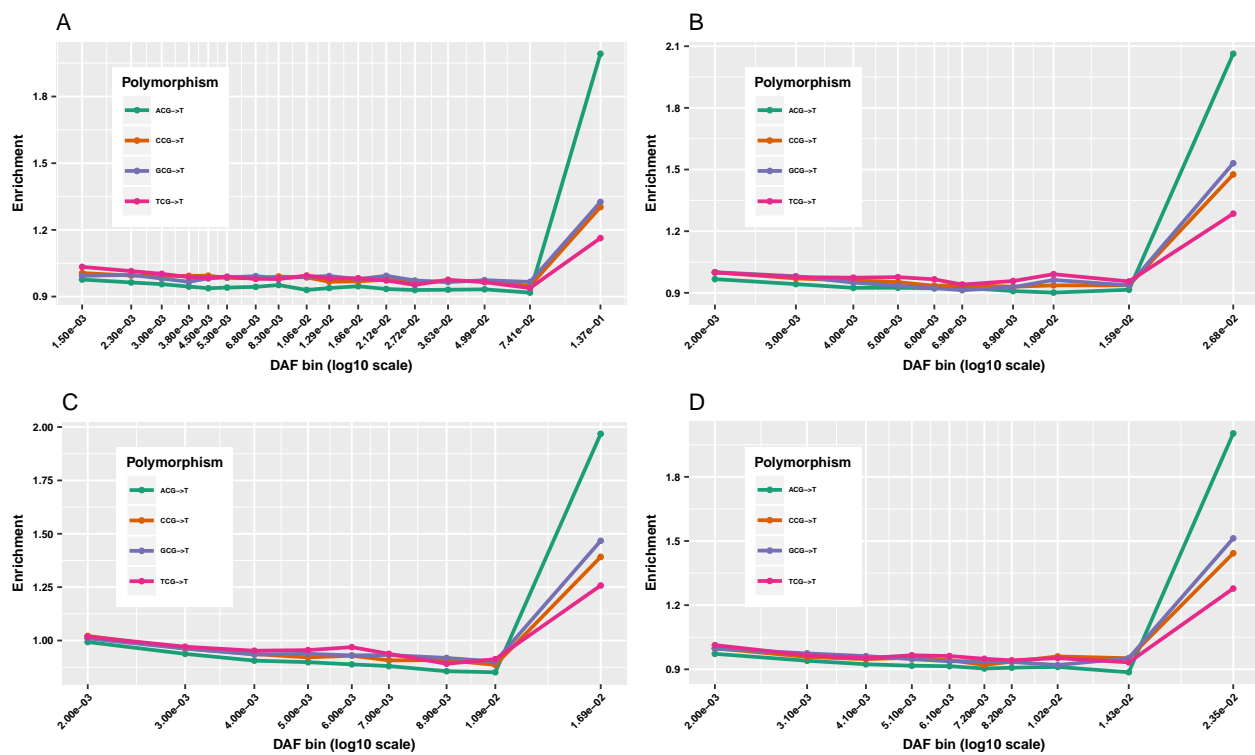 A
Enrichment
1.8
1.5
1.2
0.9
Polymorphism
ACG->T
CCG->T
GCG->T
TCG->T
1.50e-03
2.30e-03
3.00e-03
3.80e-03
4.50e-03
5.30e-03
6.80e-03
8.30e-03
1.06e-02
1.29e-02
1.66e-02
2.12e-02
2.72e-02
3.63e-02
4.99e-02
7.41e-02
1.37e-01
DAF bin (log10 scale)
B
Enrichment
2.1
1.8
1.5
1.2
0.9
Polymorphism
ACG->T
CCG->T
GCG->T
TCG->T
2.00e-03
3.00e-03
4.00e-03
5.00e-03
6.00e-03
6.90e-03
8.90e-03
1.09e-02
1.59e-02
2.68e-02
DAF bin (log10 scale)
C
Enrichment
2.00
1.75
1.50
1.25
1.00
Polymorphism
ACG->T
CCG->T
GCG->T
TCG->T
2.00e-03
3.00e-03
4.00e-03
5.00e-03
6.00e-03
7.00e-03
8.90e-03
1.09e-02
1.69e-02
DAF bin (log10 scale)
D
Enrichment
1.8
1.5
1.2
0.9
Polymorphism
ACG->T
CCG->T
GCG->T
TCG->T
2.00e-03
3.10e-03
4.10e-03
5.10e-03
6.10e-03
7.20e-03
8.20e-03
1.02e-02
1.43e-02
2.35e-02
DAF bin (log10 scale)